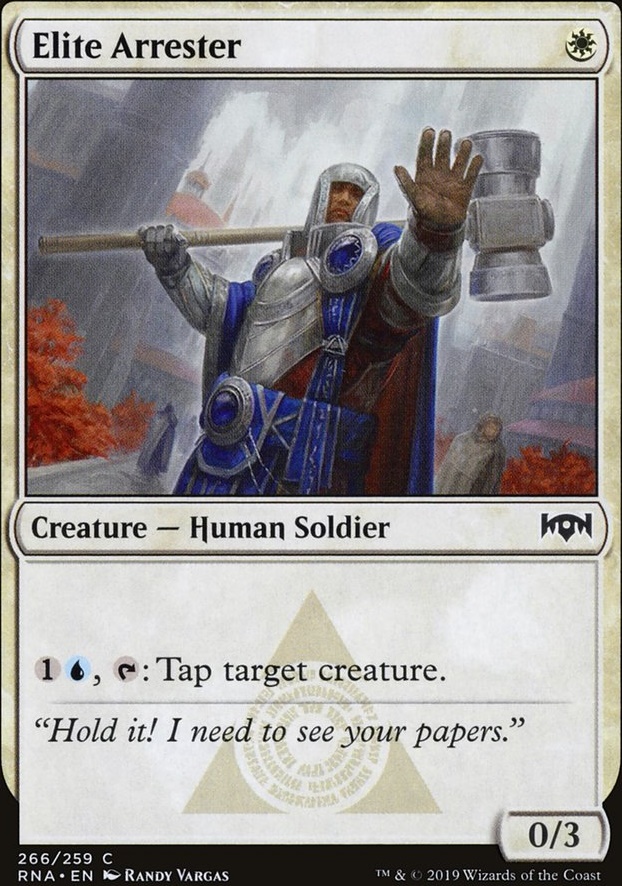 Elite Arrester
Creature — Human Soldier
1, : Tap target creature.
“Hold it! I need to see your papers.”
0/3
266/259 C
RNA • EN Randy Vargas
™ & © 2019 Wizards of the Coast